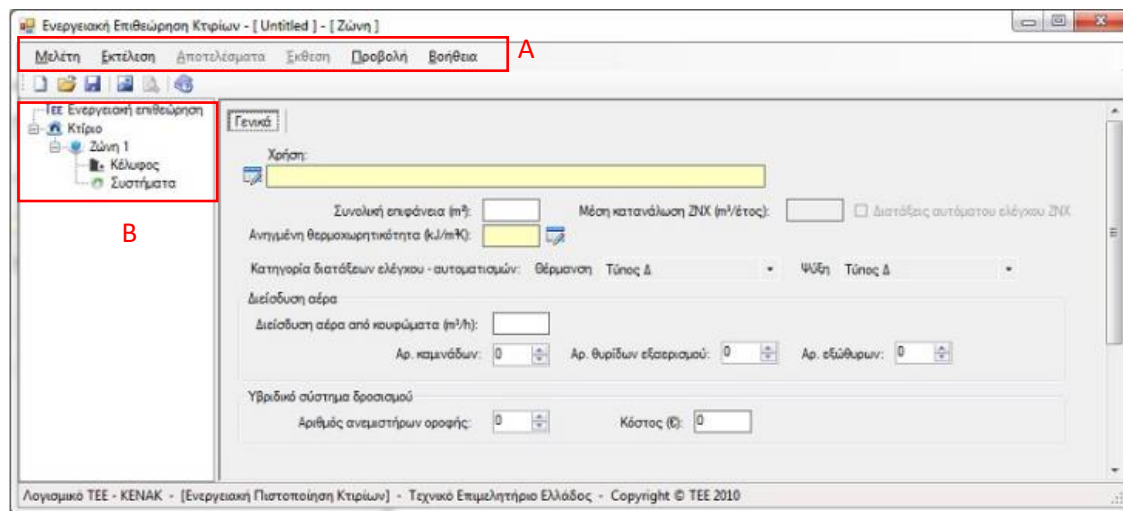 Ενεργειακή Επιθεώρηση Κτιρίων - [ Untitled ] - [ Ζώνη ]
Μελέτη Εκτέλεση Αποτελέσματα Έκθεση Προβολή Βοήθεια A
ΤΕΕ Ενεργειακή επιθεώρηση
Κτίριο
Ζώνη 1
Κέλυφος
Συστήματα
B
Γενικά
Χρήση:
Συνολική επιφάνεια (m²): Μέση κατανάλωση ΖΝΧ (m³/έτος): Διατάξεις αυτόματου ελέγχου ΖΝΧ
Ανηγμένη θερμοχωρητικότητα (kJ/m²K):
Κατηγορία διατάξεων ελέγχου - αυτοματισμών: Θέρμανση Τύπος Δ Ψύξη Τύπος Δ
Διείσδυση αέρα
Διείσδυση αέρα από κουφώματα (m³/h):
Αρ. καμινάδων: 0 Αρ. θυρίδων εξαερισμού: 0 Αρ. εξώθυρων: 0
Υβριδικό σύστημα δροσισμού
Αριθμός ανεμιστήρων οροφής: 0 Κόστος (€): 0
Λογισμικό ΤΕΕ - ΚΕΝΑΚ - [Ενεργειακή Πιστοποίηση Κτιρίων] - Τεχνικό Επιμελητήριο Ελλάδος - Copyright © ΤΕΕ 2010